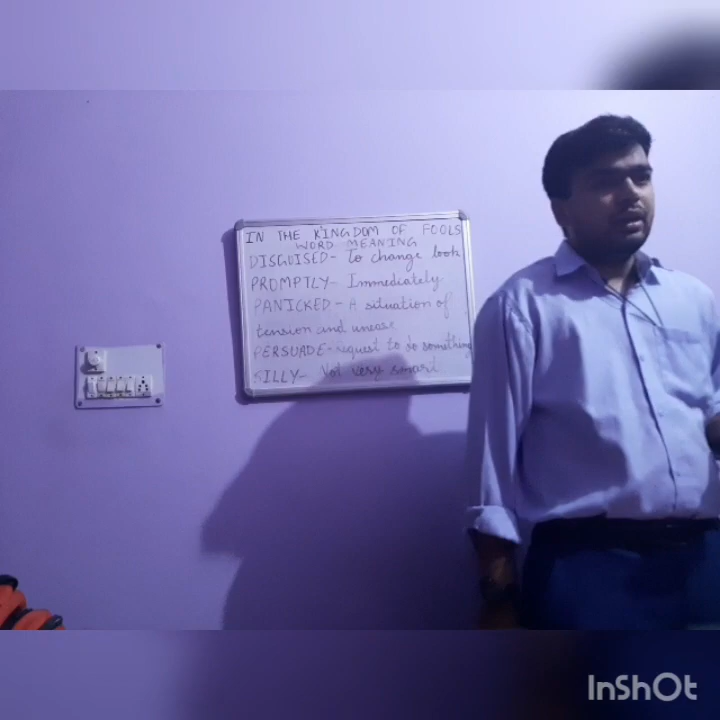 IN THE KINGDOM OF FOOLS
WORD MEANING
DISGUISED- To change look
PROMPTLY- Immediately
PANICKED - A situation of
tension and unease
PERSUADE- request to do something
SILLY- Not very smart
InShOt